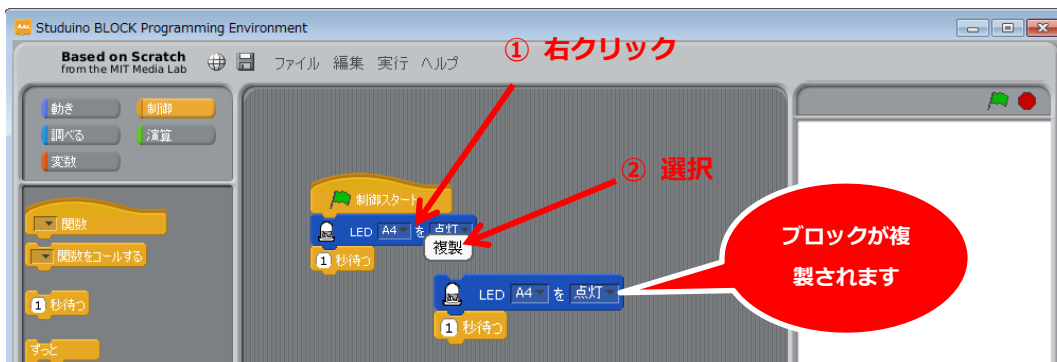 Studuino BLOCK Programming Environment
① 右クリック
Based on Scratch
from the MIT Media Lab
ファイル 編集 実行 ヘルプ
動き 制御
調べる 演算
変数
② 選択
制御スタート
関数
LED A4 を 点灯
複製
ブロックが複
製されます
関数をコールする
1 秒待つ
LED A4 を 点灯
1 秒待つ
1 秒待つ
ずっと